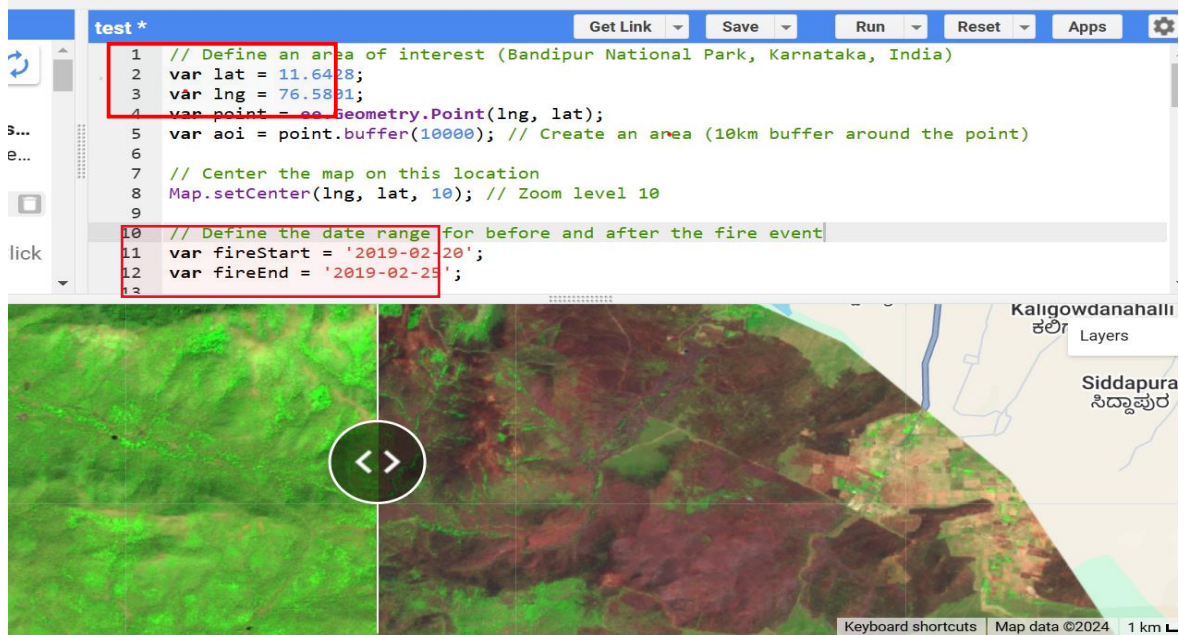 test *
Get Link
Save
Run
Reset
Apps
1 // Define an area of interest (Bandipur National Park, Karnataka, India)
2 var lat = 11.6428;
3 var lng = 76.5891;
4 var point = ee.Geometry.Point(lng, lat);
5 var aoi = point.buffer(10000); // Create an area (10km buffer around the point)
6
7 // Center the map on this location
8 Map.setCenter(lng, lat, 10); // Zoom level 10
9
10 // Define the date range for before and after the fire event
11 var fireStart = '2019-02-20';
12 var fireEnd = '2019-02-25';
13
s...
e...
lick
Kaligowdanahalli
Layers
Siddapura
ಸಿದ್ದಾಪುರ
Keyboard shortcuts
Map data ©2024
1 km